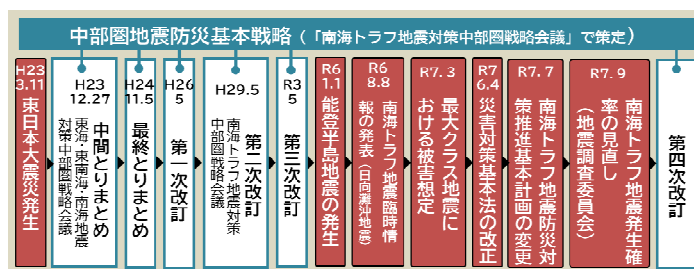 中部圏地震防災基本戦略（「南海トラフ地震対策中部圏戦略会議」で策定）
H23
3.11
東日本大震災発生
H23
12.27
中間とりまとめ
東海・東南海・南海地震
対策中部圏戦略会議
H24
11.5
最終とりまとめ
H26
5
第一次改訂
H29.5
第二次改訂
南海トラフ地震対策
中部圏戦略会議
R3
5
第三次改訂
R6
1.1
能登半島地震の発生
R6
8.8
南海トラフ地震臨時情
報の発表（日向灘沖地震）
R7.3
最大クラス地震に
おける被害想定
R7
6.4
災害対策基本法の改正
R7.7
南海トラフ地震防災対
策推進基本計画の変更
R7.9
南海トラフ地震発生確
率の見直し
（地震調査委員会）
第四次改訂